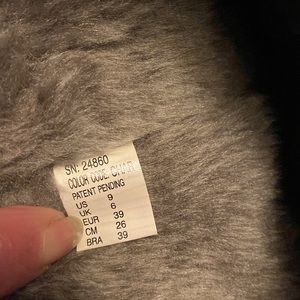 SN: 24860
COLOR CODE: CHAR
PATENT PENDING
US 9
UK 6
EUR 39
CM 26
BRA 39